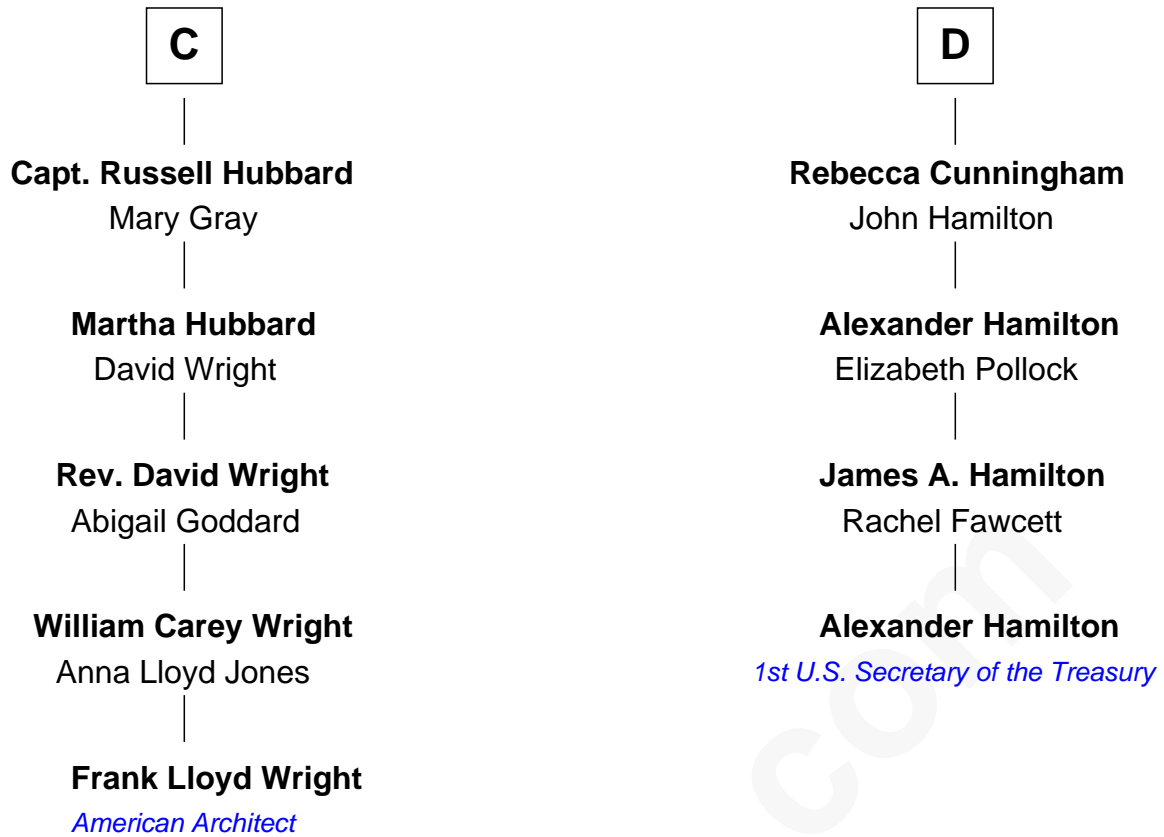 C
Capt. Russell Hubbard
Mary Gray
Martha Hubbard
David Wright
Rev. David Wright
Abigail Goddard
William Carey Wright
Anna Lloyd Jones
Frank Lloyd Wright
American Architect
D
Rebecca Cunningham
John Hamilton
Alexander Hamilton
Elizabeth Pollock
James A. Hamilton
Rachel Fawcett
Alexander Hamilton
1st U.S. Secretary of the Treasury
com